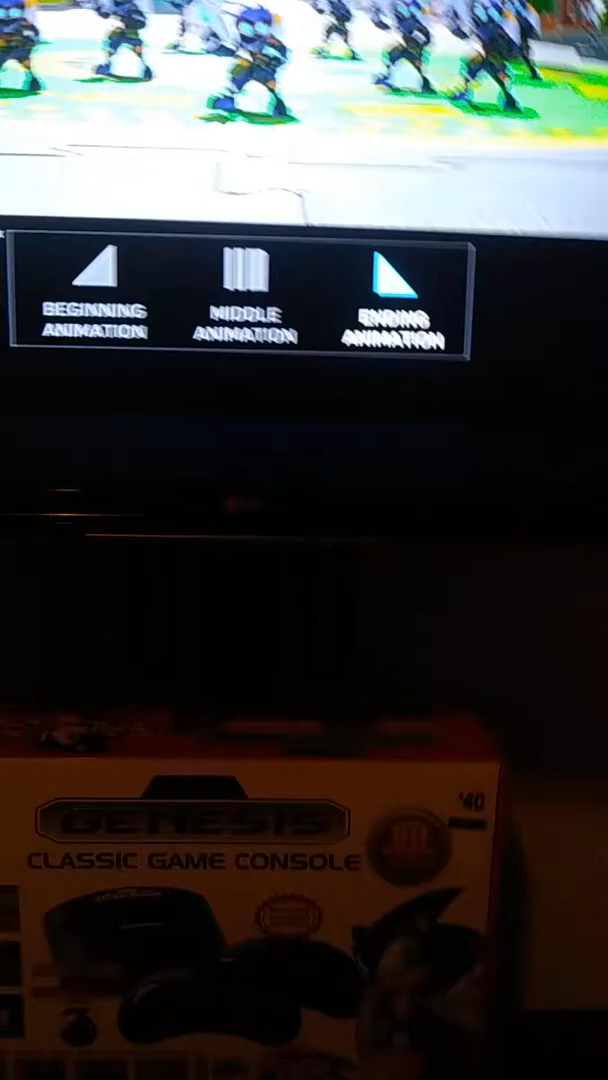 BEGINNING
ANIMATION
MIDDLE
ANIMATION
ENDING
ANIMATION
GENESIS
$40
CLASSIC GAME CONSOLE